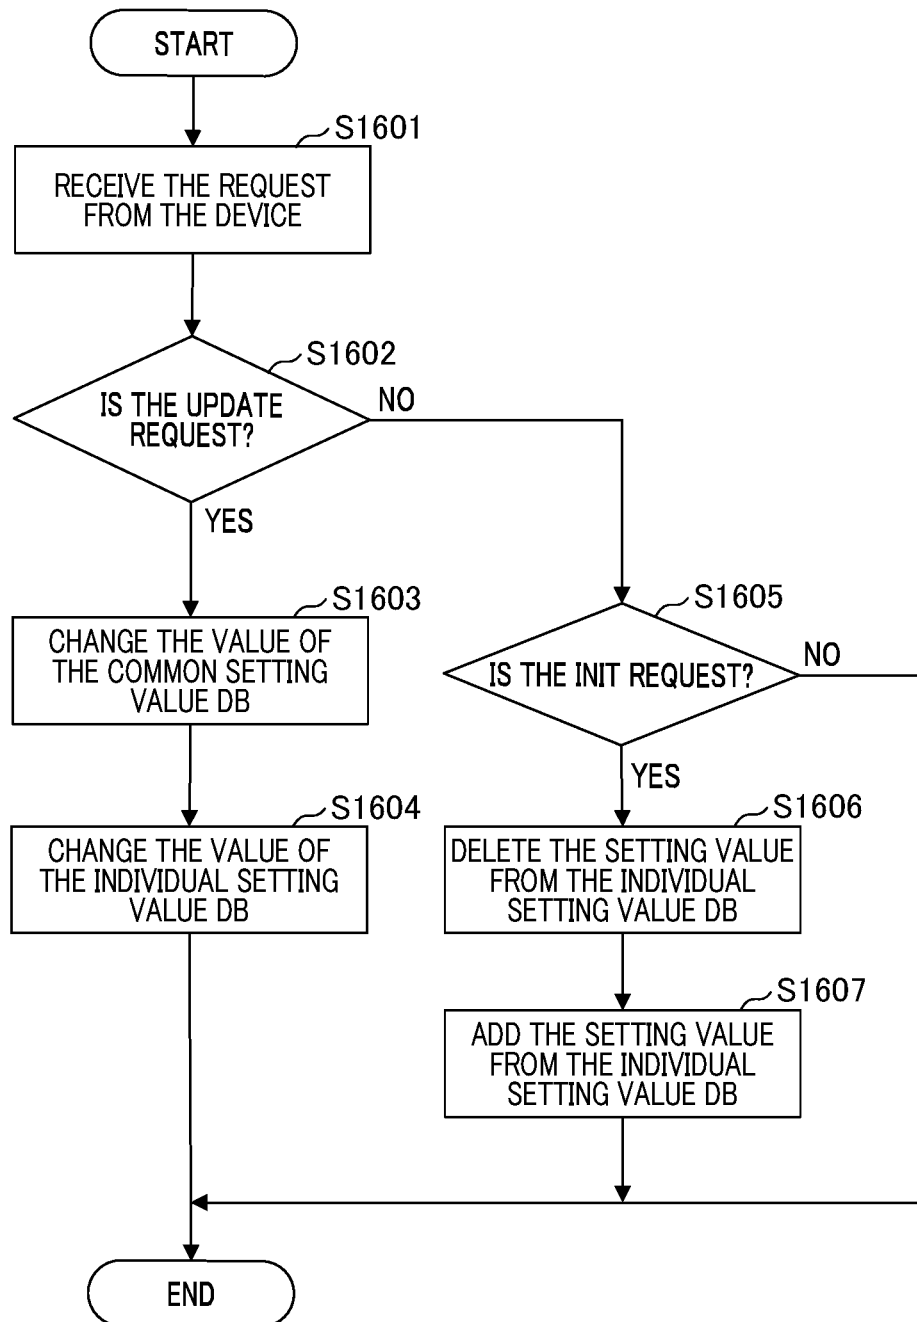 START
S1601
RECEIVE THE REQUEST
FROM THE DEVICE
S1602
IS THE UPDATE
REQUEST?
NO
YES
S1603
CHANGE THE VALUE OF
THE COMMON SETTING
VALUE DB
S1604
CHANGE THE VALUE OF
THE INDIVIDUAL SETTING
VALUE DB
S1605
IS THE INIT REQUEST?
NO
YES
S1606
DELETE THE SETTING VALUE
FROM THE INDIVIDUAL
SETTING VALUE DB
S1607
ADD THE SETTING VALUE
FROM THE INDIVIDUAL
SETTING VALUE DB
END